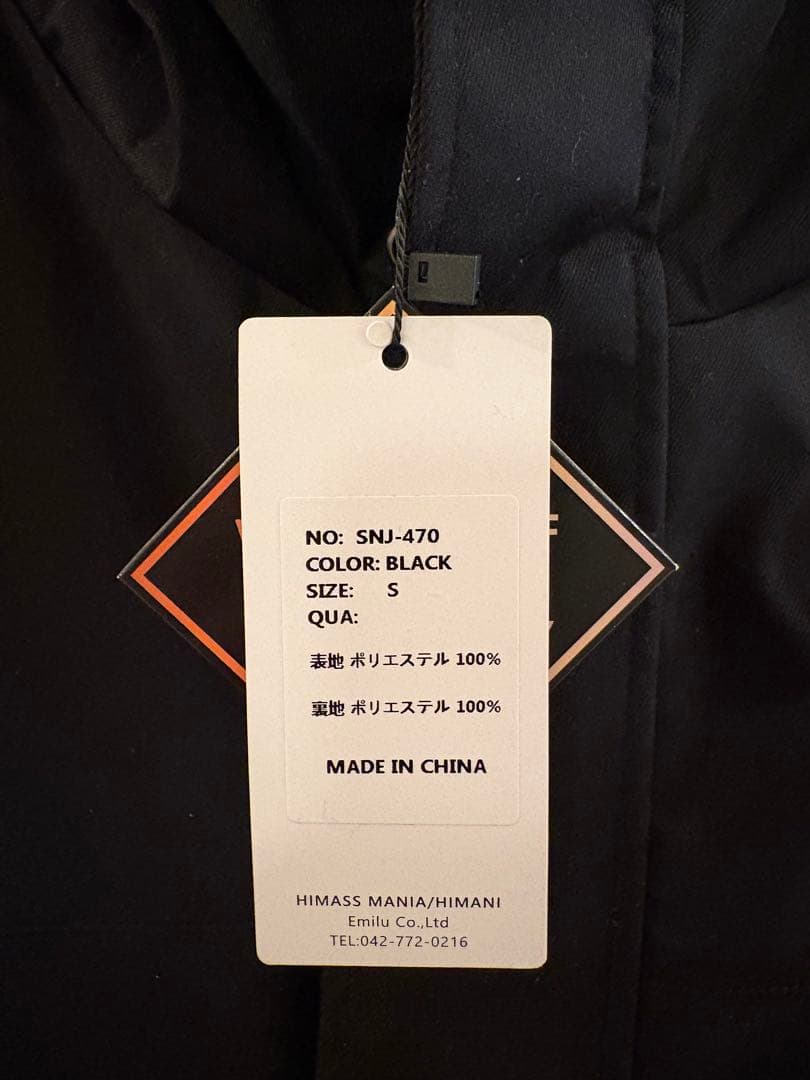 NO: SNJ-470
COLOR: BLACK
SIZE: S
QUA:
表地 ポリエステル 100%
裏地 ポリエステル 100%
MADE IN CHINA
HIMASS MANIA/HIMANI
Emilu Co.,Ltd
TEL:042-772-0216